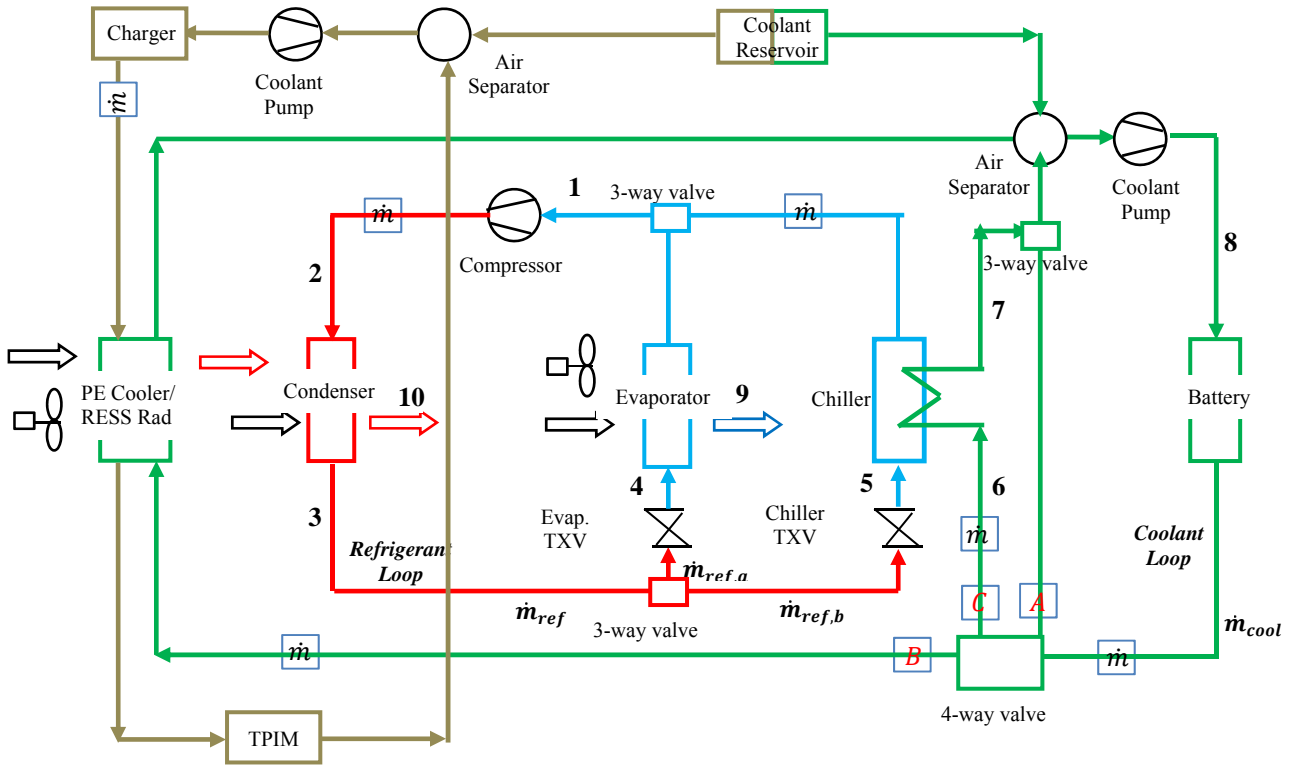 Charger
Coolant
Pump
Air
Separator
Coolant
Reservoir
ṁ
Air
Separator
Coolant
Pump
1
3-way valve
ṁ
ṁ
Compressor
3-way valve
8
2
7
PE Cooler/
RESS Rad
Condenser
10
Evaporator
9
Chiller
Battery
3
4
5
6
Evap.
TXV
Chiller
TXV
ṁ
Coolant
Loop
Refrigerant
Loop
ṁref,a
ṁref
ṁref,b
3-way valve
C
A
ṁcool
ṁ
B
ṁ
4-way valve
TPIM